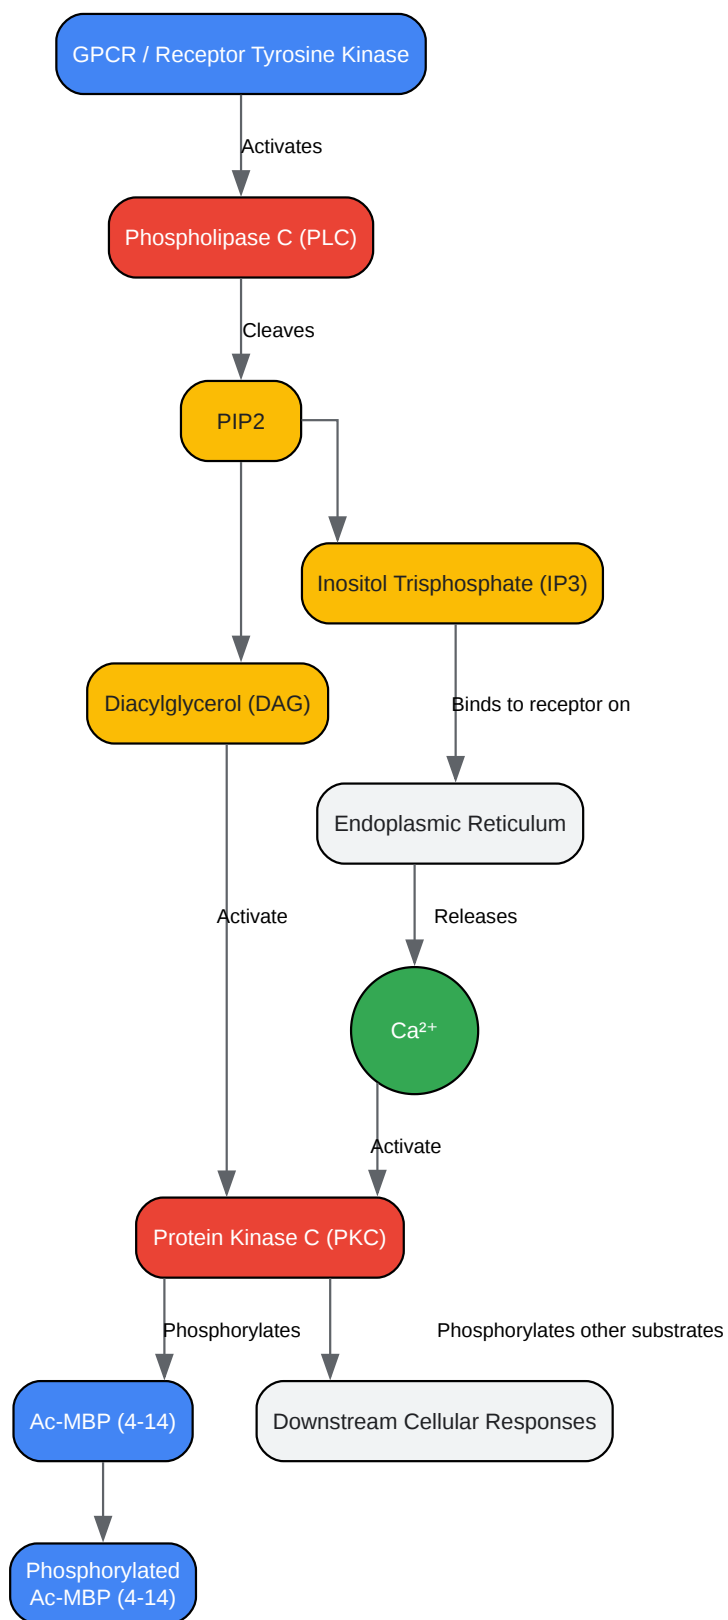 GPCR / Receptor Tyrosine Kinase
Activates
Phospholipase C (PLC)
Cleaves
PIP2
Inositol Trisphosphate (IP3)
Diacylglycerol (DAG)
Binds to receptor on
Endoplasmic Reticulum
Activate
Releases
Ca²⁺
Activate
Protein Kinase C (PKC)
Phosphorylates
Phosphorylates other substrates
Ac-MBP (4-14)
Downstream Cellular Responses
Phosphorylated
Ac-MBP (4-14)